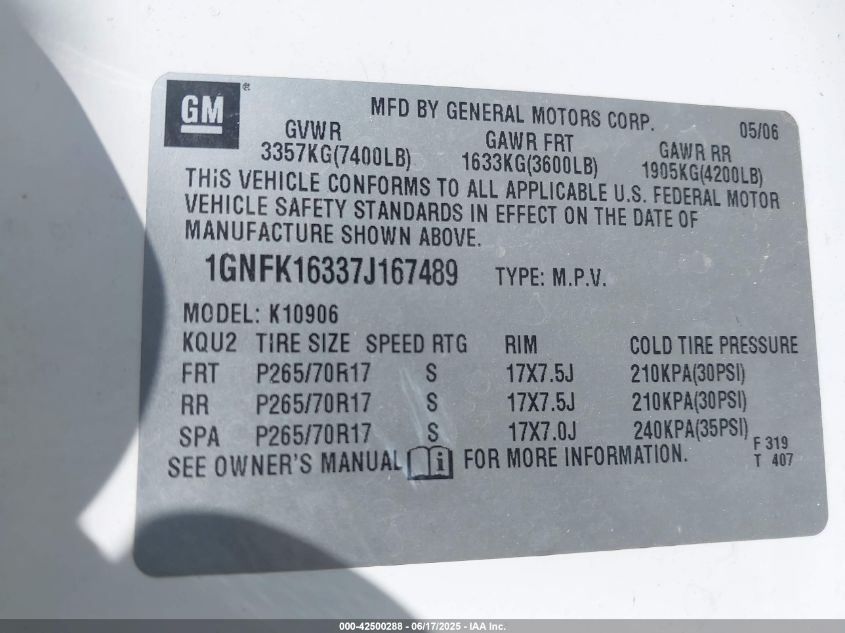 GM ®
MFD BY GENERAL MOTORS CORP. 05/06
GVWR GAWR FRT GAWR RR
3357KG(7400LB) 1633KG(3600LB) 1905KG(4200LB)
THIS VEHICLE CONFORMS TO ALL APPLICABLE U.S. FEDERAL MOTOR
VEHICLE SAFETY STANDARDS IN EFFECT ON THE DATE OF
MANUFACTURE SHOWN ABOVE.
1GNFK16337J167489 TYPE: M.P.V.
MODEL: K10906
KQU2 TIRE SIZE SPEED RTG RIM COLD TIRE PRESSURE
FRT P265/70R17 S 17X7.5J 210KPA(30PSI)
RR P265/70R17 S 17X7.5J 210KPA(30PSI)
SPA P265/70R17 S 17X7.0J 240KPA(35PSI)
F 319
SEE OWNER'S MANUAL i FOR MORE INFORMATION. T 407
000-42500288 - 06/17/2025 - IAA Inc.